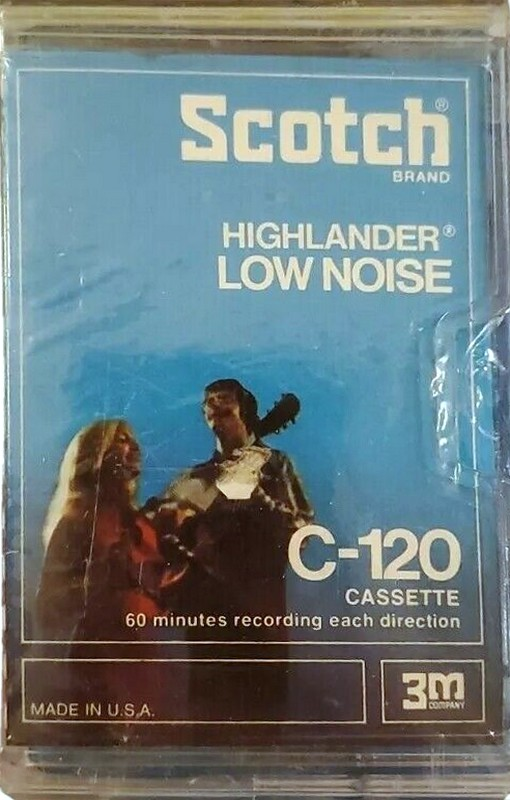 Scotch®
BRAND
HIGHLANDER®
LOW NOISE
C-120
CASSETTE
60 minutes recording each direction
MADE IN U.S.A.
3m
COMPANY